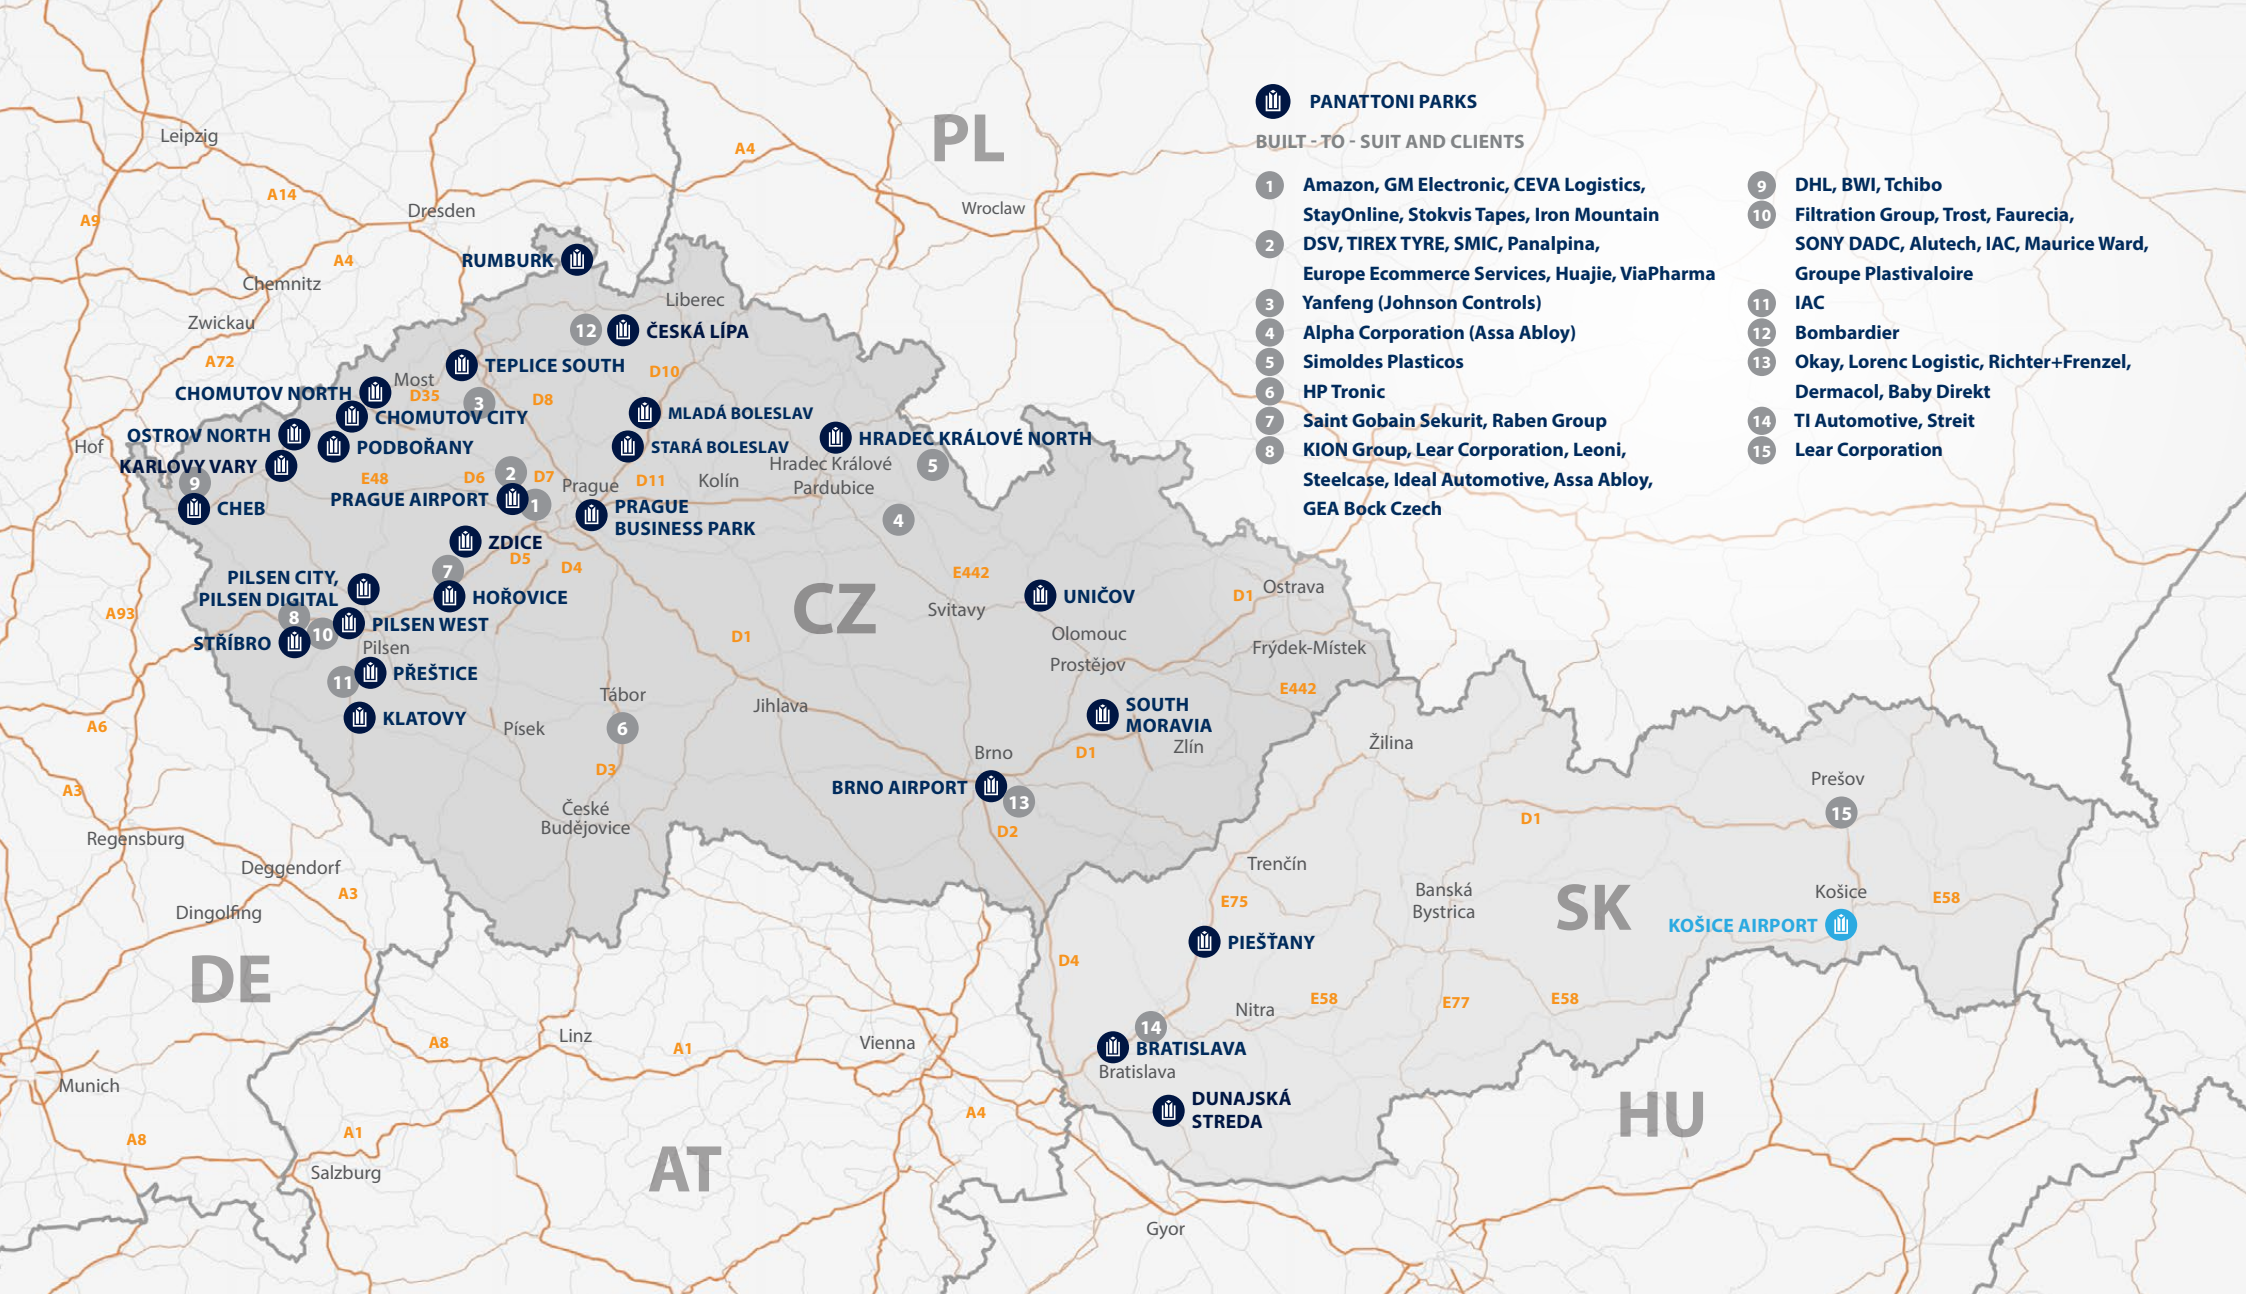 PANATTONI PARKS
BUILT - TO - SUIT AND CLIENTS
1 Amazon, GM Electronic, CEVA Logistics,
StayOnline, Stokvis Tapes, Iron Mountain
2 DSV, TIREX TYRE, SMIC, Panalpina,
Europe Ecommerce Services, Huajie, ViaPharma
3 Yanfeng (Johnson Controls)
4 Alpha Corporation (Assa Abloy)
5 Simoldes Plasticos
6 HP Tronic
7 Saint Gobain Sekurit, Raben Group
8 KION Group, Lear Corporation, Leoni,
Steelcase, Ideal Automotive, Assa Abloy,
GEA Bock Czech
9 DHL, BWI, Tchibo
10 Filtration Group, Trost, Faurecia,
SONY DADC, Alutech, IAC, Maurice Ward,
Groupe Plastivaloire
11 IAC
12 Bombardier
13 Okay, Lorenc Logistic, Richter+Frenzel,
Dermacol, Baby Direkt
14 TI Automotive, Streit
15 Lear Corporation
PL
Leipzig
A4
A14
A9
Dresden
Wroclaw
A4
RUMBURK
Chemnitz
Liberec
Zwickau
12
ČESKÁ LÍPA
A72
TEPLICE SOUTH
D10
Most
CHOMUTOV NORTH
D35
3
D8
CHOMUTOV CITY
MLADÁ BOLESLAV
OSTROV NORTH
Hof
PODBOŘANY
STARÁ BOLESLAV
HRADEC KRÁLOVÉ NORTH
KARLOVY VARY
Hradec Králové
5
9
E48
D6
2
D7
Prague
D11
Kolín
Pardubice
CHEB
PRAGUE AIRPORT
1
PRAGUE
BUSINESS PARK
4
ZDICE
D5
D4
7
PILSEN CITY,
PILSEN DIGITAL
HOŘOVICE
CZ
E442
Svitavy
UNIČOV
D1
Ostrava
A93
8
10
PILSEN WEST
STŘÍBRO
Pilsen
D1
Olomouc
Prostějov
Frýdek-Místek
11
PŘEŠTICE
E442
Tábor
Jihlava
KLATOVY
Písek
6
SOUTH
MORAVIA
A6
Zlín
Žilina
D3
Brno
D1
BRNO AIRPORT
13
Prešov
15
A3
České
Budějovice
D2
D1
Regensburg
Deggendorf
Trenčín
A3
Banská
Bystrica
SK
Košice
E58
E75
Dingolfing
KOŠICE AIRPORT
PIEŠŤANY
D4
DE
E58
E77
E58
Nitra
14
Linz
A8
A1
Vienna
BRATISLAVA
Bratislava
Munich
DUNAJSKÁ
STREDA
HU
A4
A8
A1
AT
Salzburg
Gyor